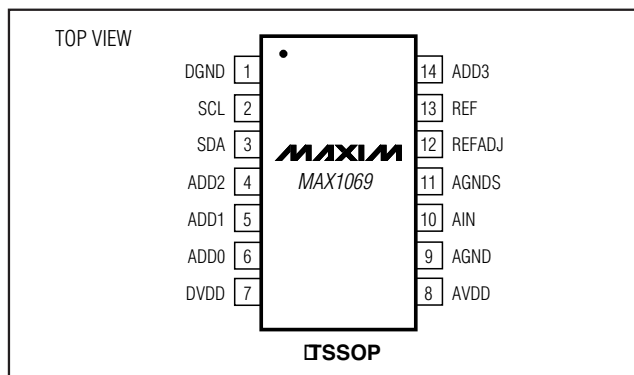 TOP VIEW
DGND 1
SCL 2
SDA 3
ADD2 4
ADD1 5
ADD0 6
DVDD 7
MAXIM
MAX1069
14 ADD3
13 REF
12 REFADJ
11 AGNDS
10 AIN
9 AGND
8 AVDD
TSSOP